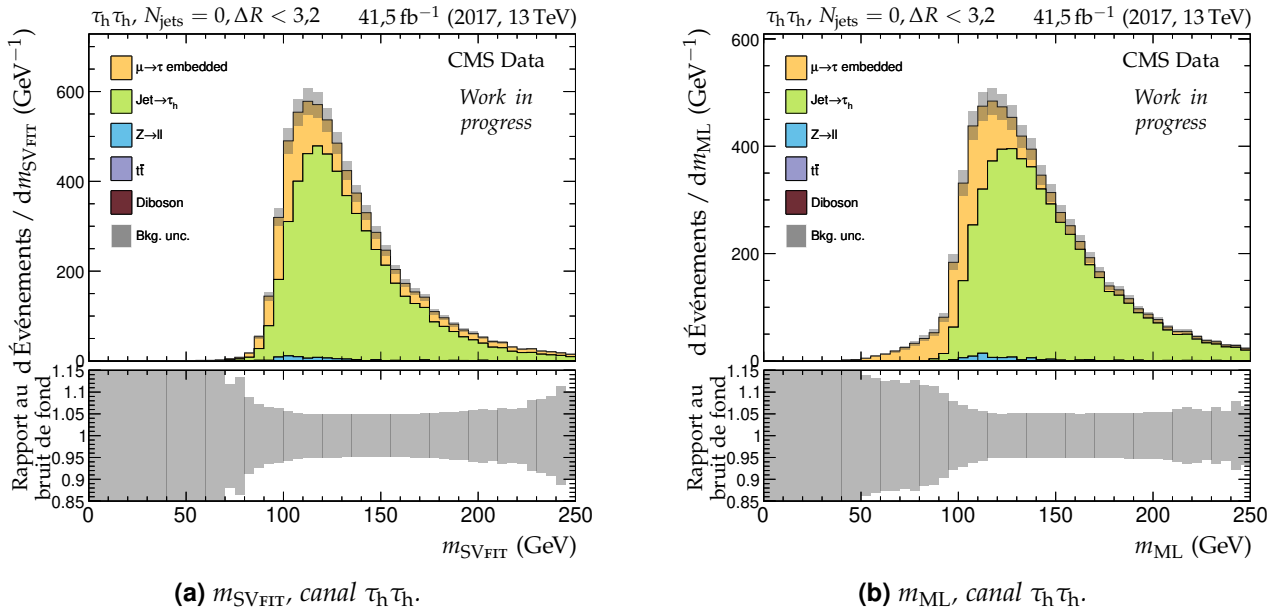 τhτh, Njets = 0, ΔR < 3,2 41,5 fb−1 (2017, 13 TeV)
d Événements / dmSVFIT (GeV−1)
600
400
200
0
μ→τ embedded
Jet→τh
Z→ll
tt̄
Diboson
Bkg. unc.
CMS Data
Work in
progress
Rapport au
bruit de fond
1.15
1.1
1.05
1
0.95
0.9
0.85
0 50 100 150 200 250
mSVFIT (GeV)
(a) mSVFIT, canal τhτh.
τhτh, Njets = 0, ΔR < 3,2 41,5 fb−1 (2017, 13 TeV)
d Événements / dmML (GeV−1)
600
500
400
300
200
100
0
μ→τ embedded
Jet→τh
Z→ll
tt̄
Diboson
Bkg. unc.
CMS Data
Work in
progress
Rapport au
bruit de fond
1.15
1.1
1.05
1
0.95
0.9
0.85
0 50 100 150 200 250
mML (GeV)
(b) mML, canal τhτh.